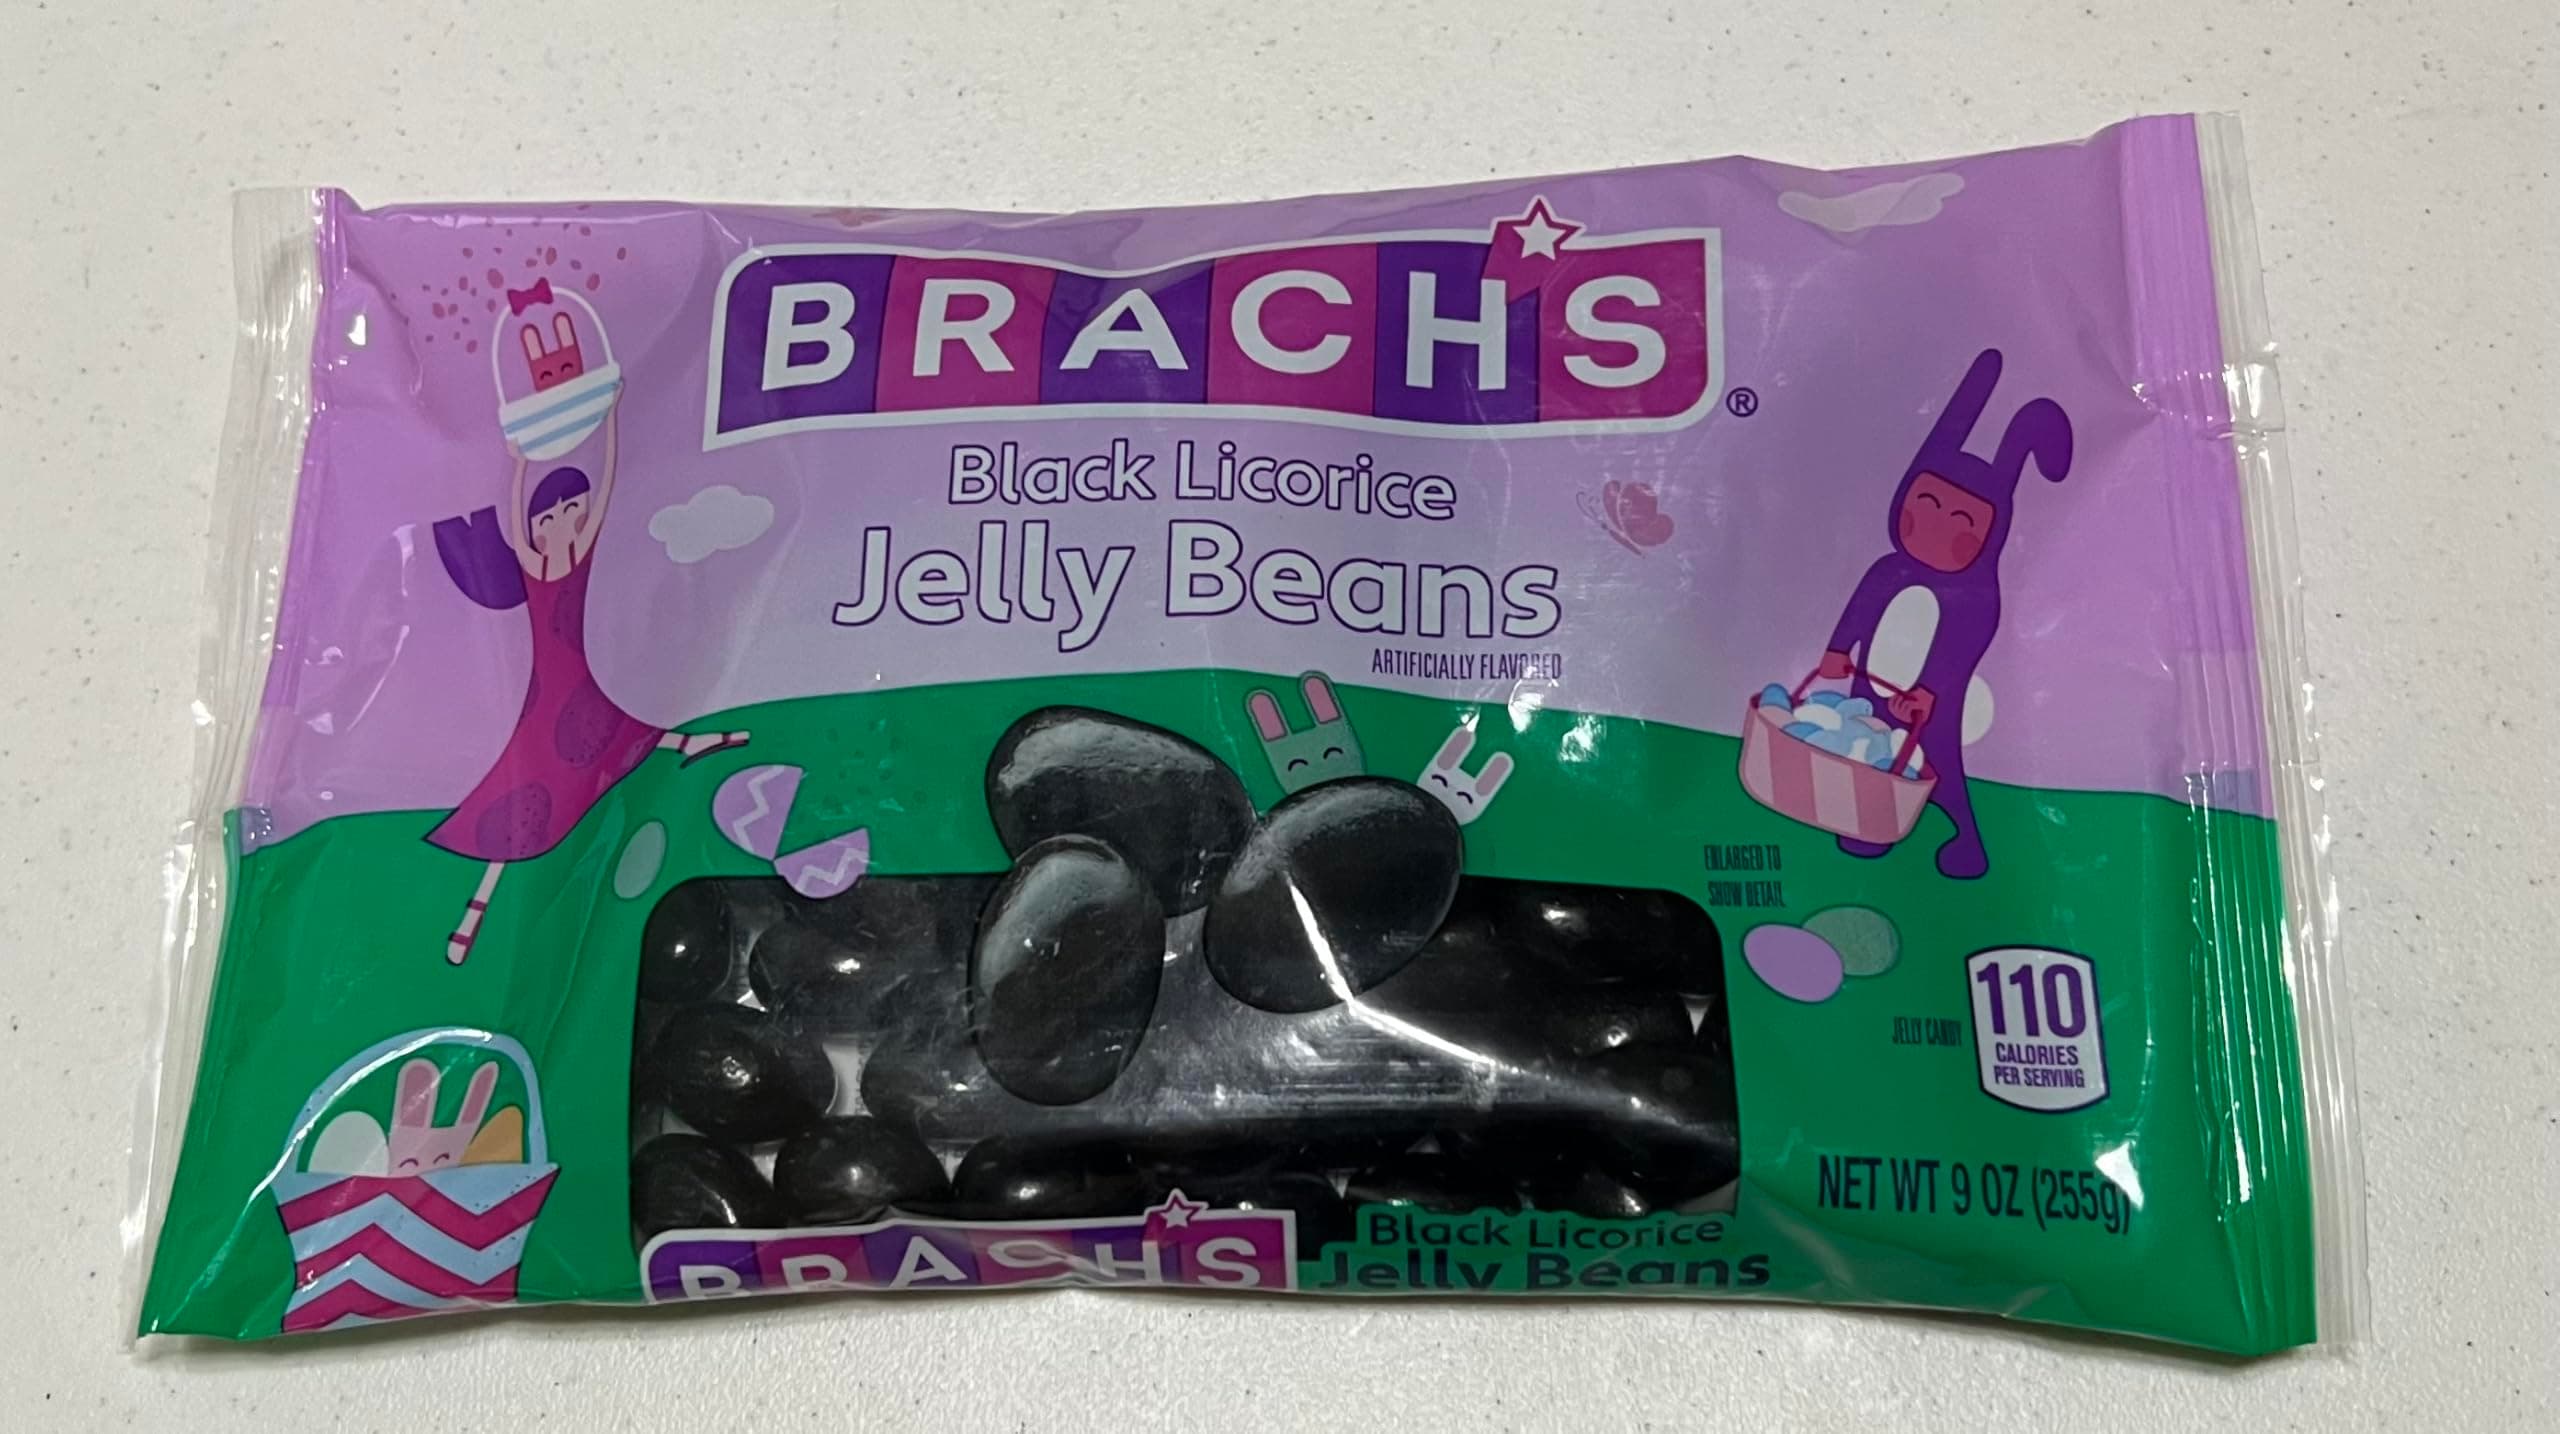 BRACH'S®
Black Licorice
Jelly Beans
ARTIFICIALLY FLAVORED
ENLARGED TO
SHOW DETAIL
JELLY CANDY
110
CALORIES
PER SERVING
NET WT 9 OZ (255g)
BRACH'S
Black Licorice
Jelly Beans